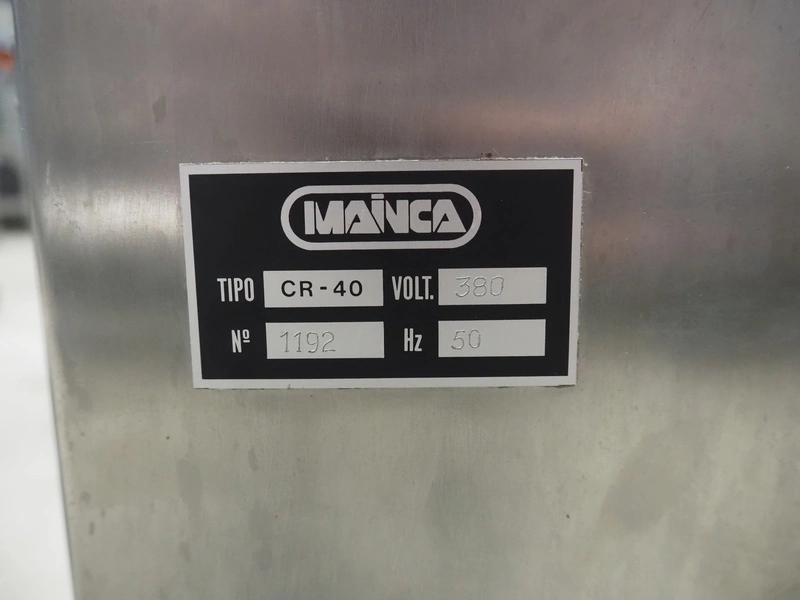 MAINCA
TIPO CR-40 VOLT. 380
Nº 1192 Hz 50